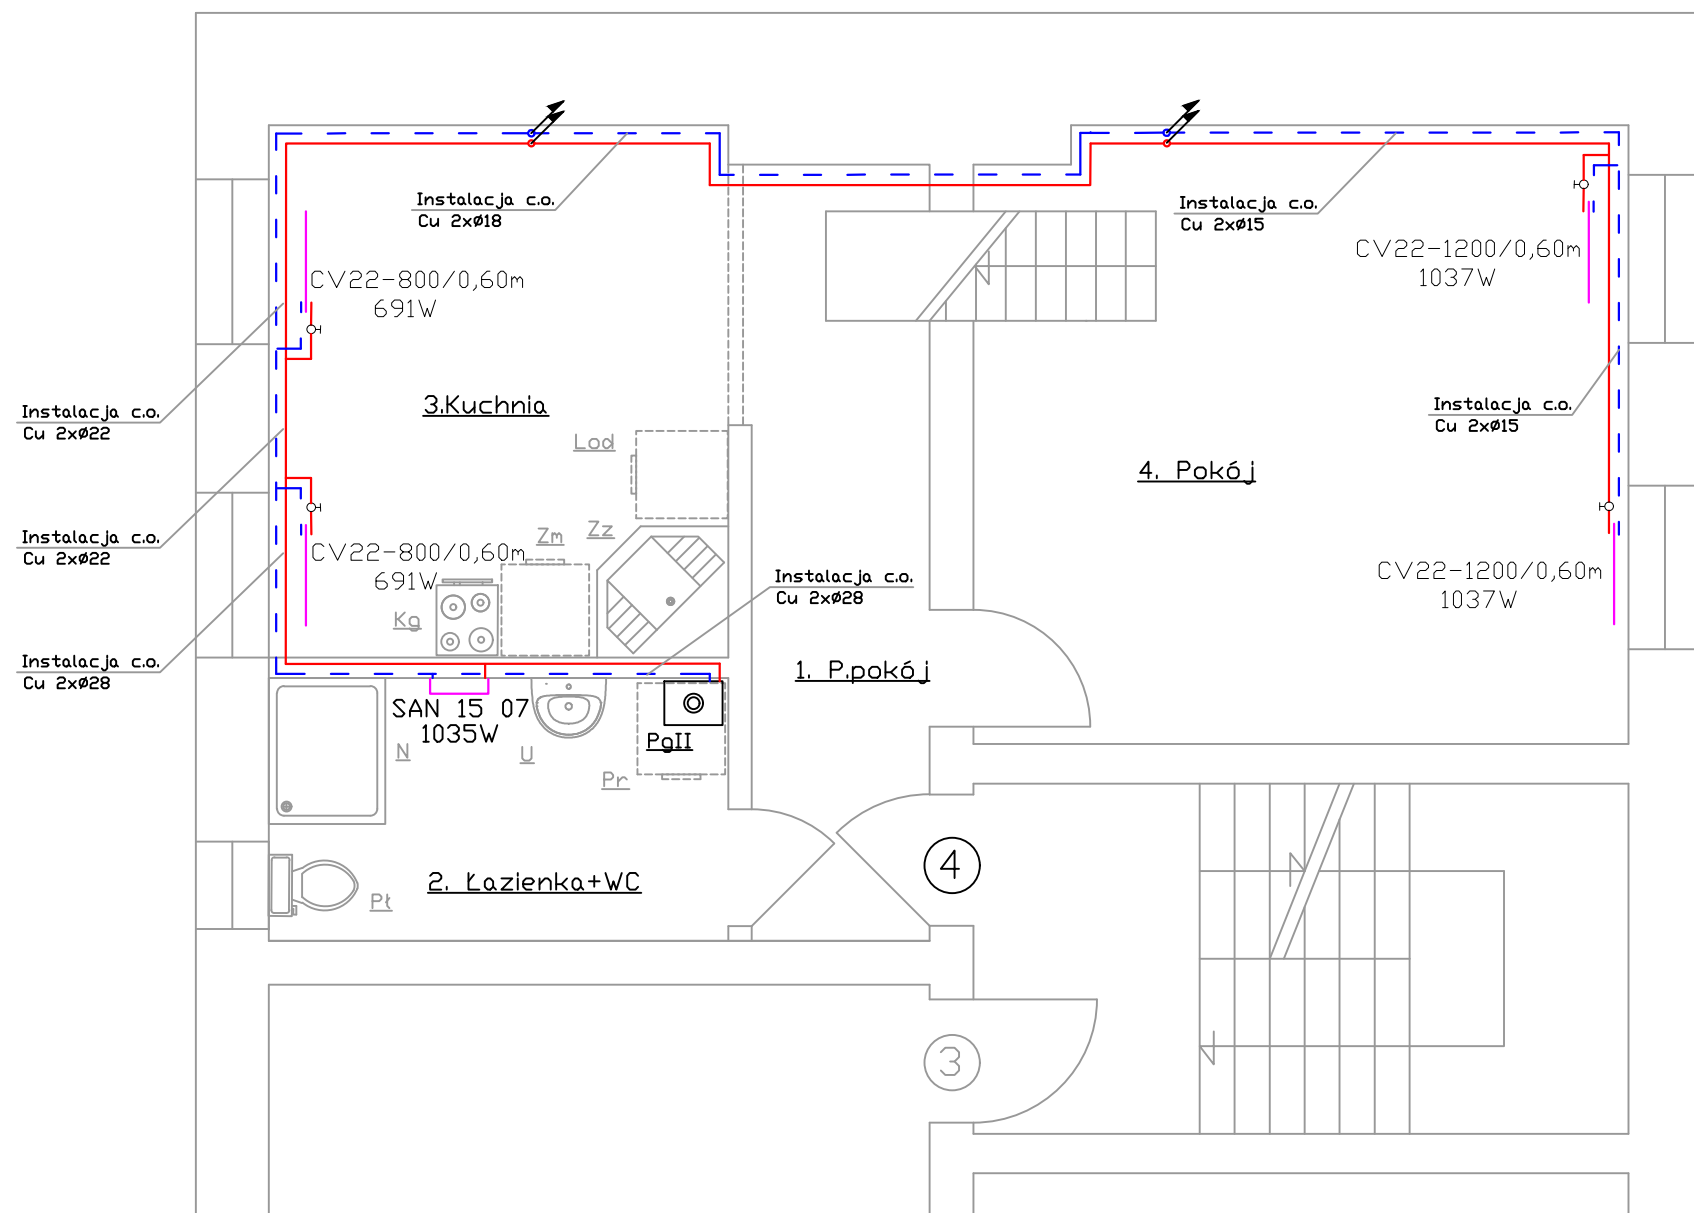 Instalacja c.o.
Cu 2xø18
Instalacja c.o.
Cu 2xø15
CV22-800/0,60m
691W
CV22-1200/0,60m
1037W
Instalacja c.o.
Cu 2xø22
3.Kuchnia
Instalacja c.o.
Cu 2xø15
Lod
4. Pokój
Instalacja c.o.
Cu 2xø22
Zm
Zz
CV22-800/0,60m
691W
CV22-1200/0,60m
1037W
Instalacja c.o.
Cu 2xø28
Kg
Instalacja c.o.
Cu 2xø28
1. P.pokój
SAN 15 07
1035W
N
U
PgII
Pr
4
2. Łazienka+WC
Pł
3